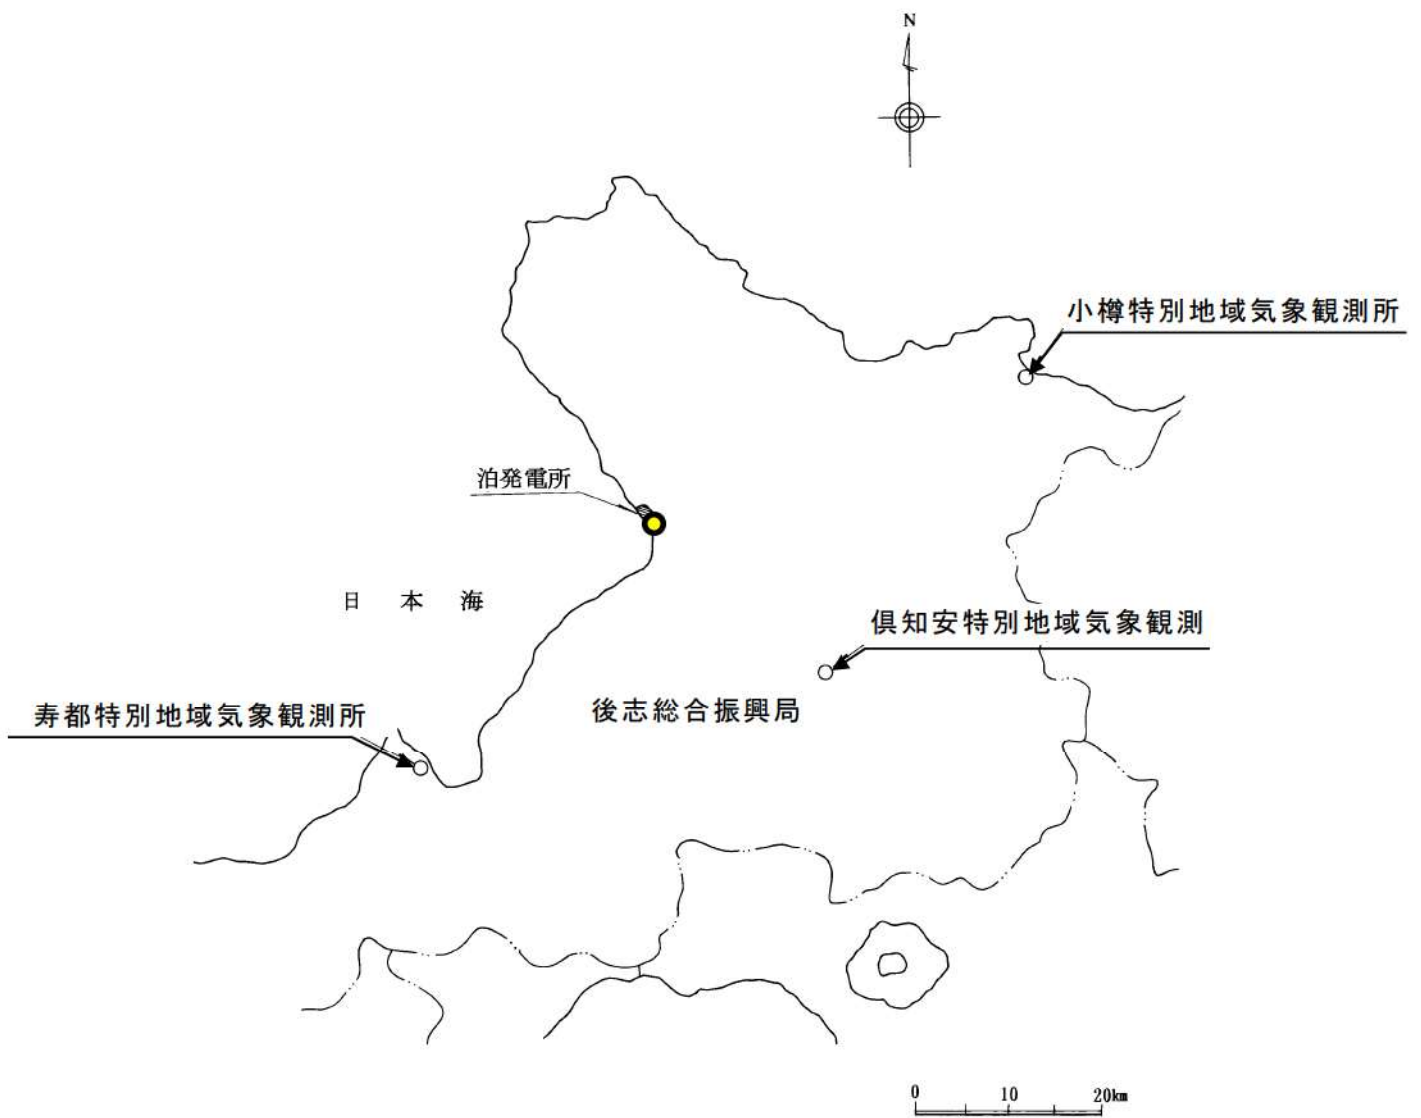 N
小樽特別地域気象観測所
泊発電所
日本海
倶知安特別地域気象観測
後志総合振興局
寿都特別地域気象観測所
0 10 20km